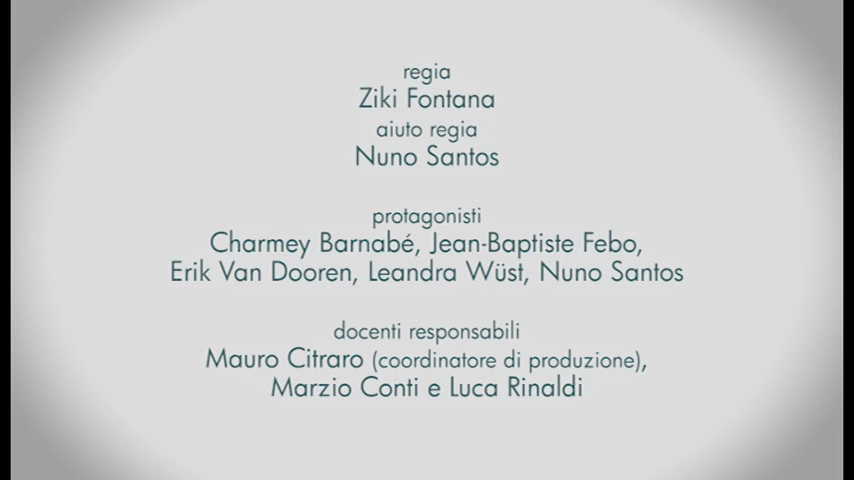 regia
Ziki Fontana
aiuto regia
Nuno Santos
protagonisti
Charmey Barnabé, Jean-Baptiste Febo,
Erik Van Dooren, Leandra Wüst, Nuno Santos
docenti responsabili
Mauro Citraro (coordinatore di produzione),
Marzio Conti e Luca Rinaldi